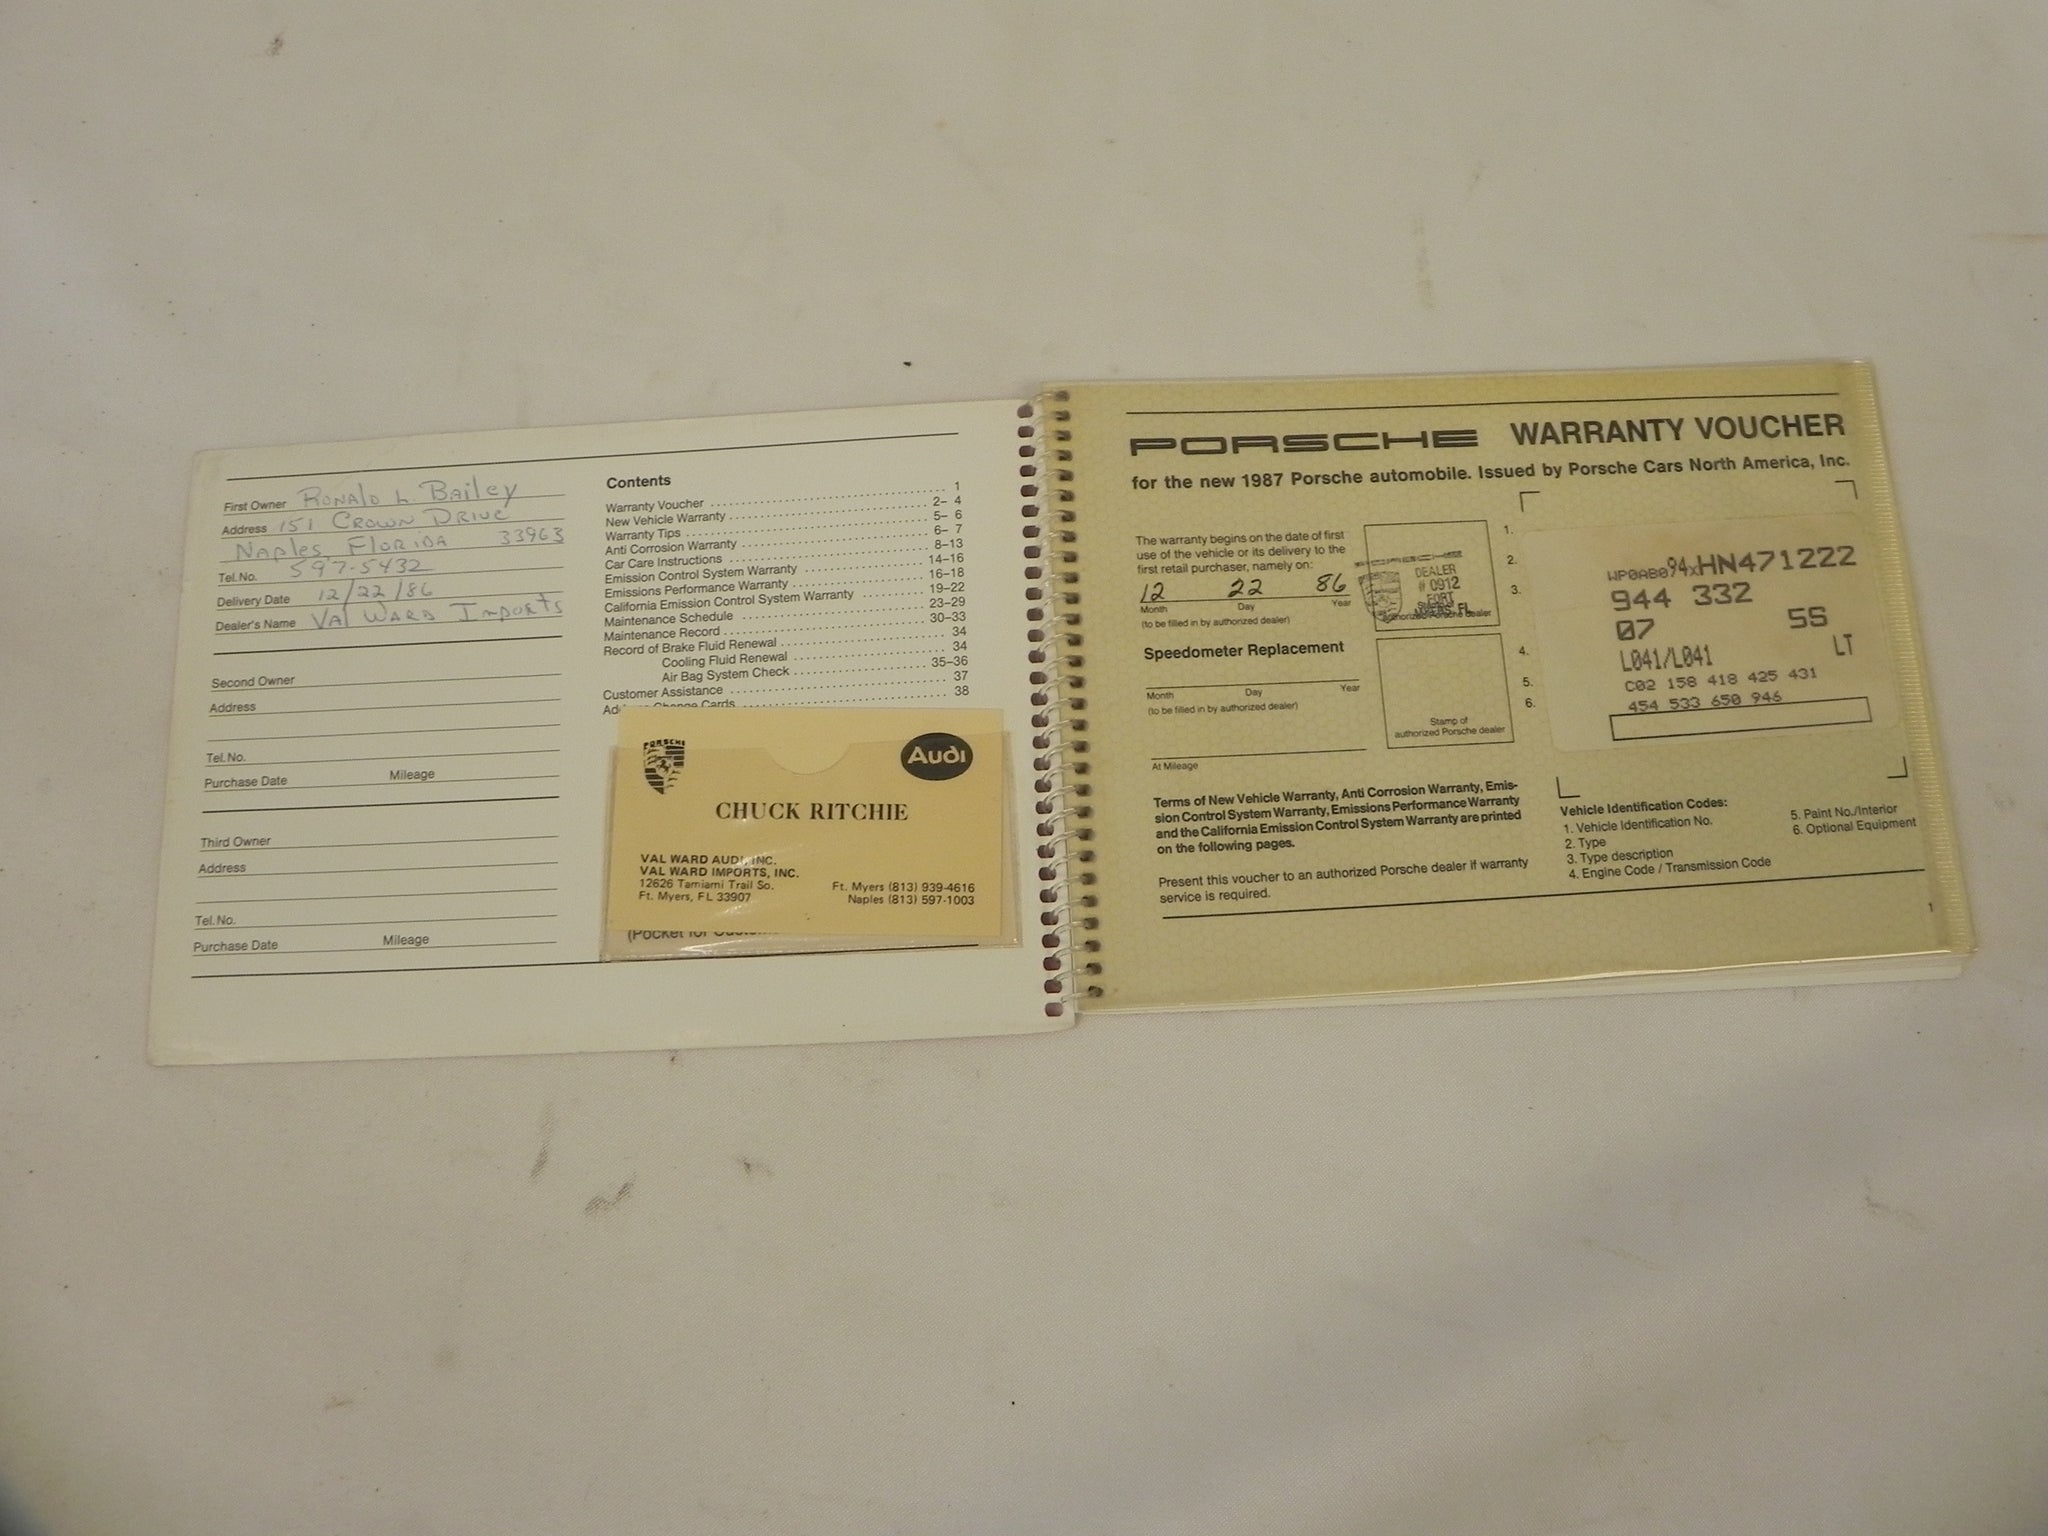 First Owner Ronald L. Bailey
Address 151 Crown Drive
Naples, Florida 33963
Tel. No. 597-5432
Delivery Date 12/22/86
Dealer's Name Val Ward Imports
Second Owner
Address
Tel. No.
Purchase Date Mileage
Third Owner
Address
Tel. No.
Purchase Date Mileage
Contents
Warranty Voucher 1
New Vehicle Warranty 2– 4
Warranty Tips 5– 6
Anti Corrosion Warranty 6– 7
Car Care Instructions 8–13
Emission Control System Warranty 14–16
Emissions Performance Warranty 16–18
California Emission Control System Warranty 19–22
Maintenance Schedule 23–29
Maintenance Record 30–33
Record of Brake Fluid Renewal 34
Cooling Fluid Renewal 34
Air Bag System Check 35–36
Customer Assistance 37
Address Change Cards 38
PORSCHE
Audi
CHUCK RITCHIE
VAL WARD AUDI, INC.
VAL WARD IMPORTS, INC.
12626 Tamiami Trail So.
Ft. Myers, FL 33907
Ft. Myers (813) 939-4616
Naples (813) 597-1003
(Pocket for
PORSCHE WARRANTY VOUCHER
for the new 1987 Porsche automobile. Issued by Porsche Cars North America, Inc.
The warranty begins on the date of first
use of the vehicle or its delivery to the
first retail purchaser, namely on:
12 22 86
Month Day Year
(to be filled in by authorized dealer)
PORSCHE
DEALER
# 0912
FORT
MYERS, FL
authorized Porsche dealer
Speedometer Replacement
Month Day Year
(to be filled in by authorized dealer)
At Mileage
Stamp of
authorized Porsche dealer
1.
2.
3.
4.
5.
6.
WP0AB094xHN471222
944 332
07 5S
L041/L041 LT
C02 158 418 425 431
454 533 650 946
Terms of New Vehicle Warranty, Anti Corrosion Warranty, Emis-
sion Control System Warranty, Emissions Performance Warranty
and the California Emission Control System Warranty are printed
on the following pages.
Present this voucher to an authorized Porsche dealer if warranty
service is required.
Vehicle Identification Codes:
1. Vehicle Identification No.
2. Type
3. Type description
4. Engine Code / Transmission Code
5. Paint No./Interior
6. Optional Equipment
1